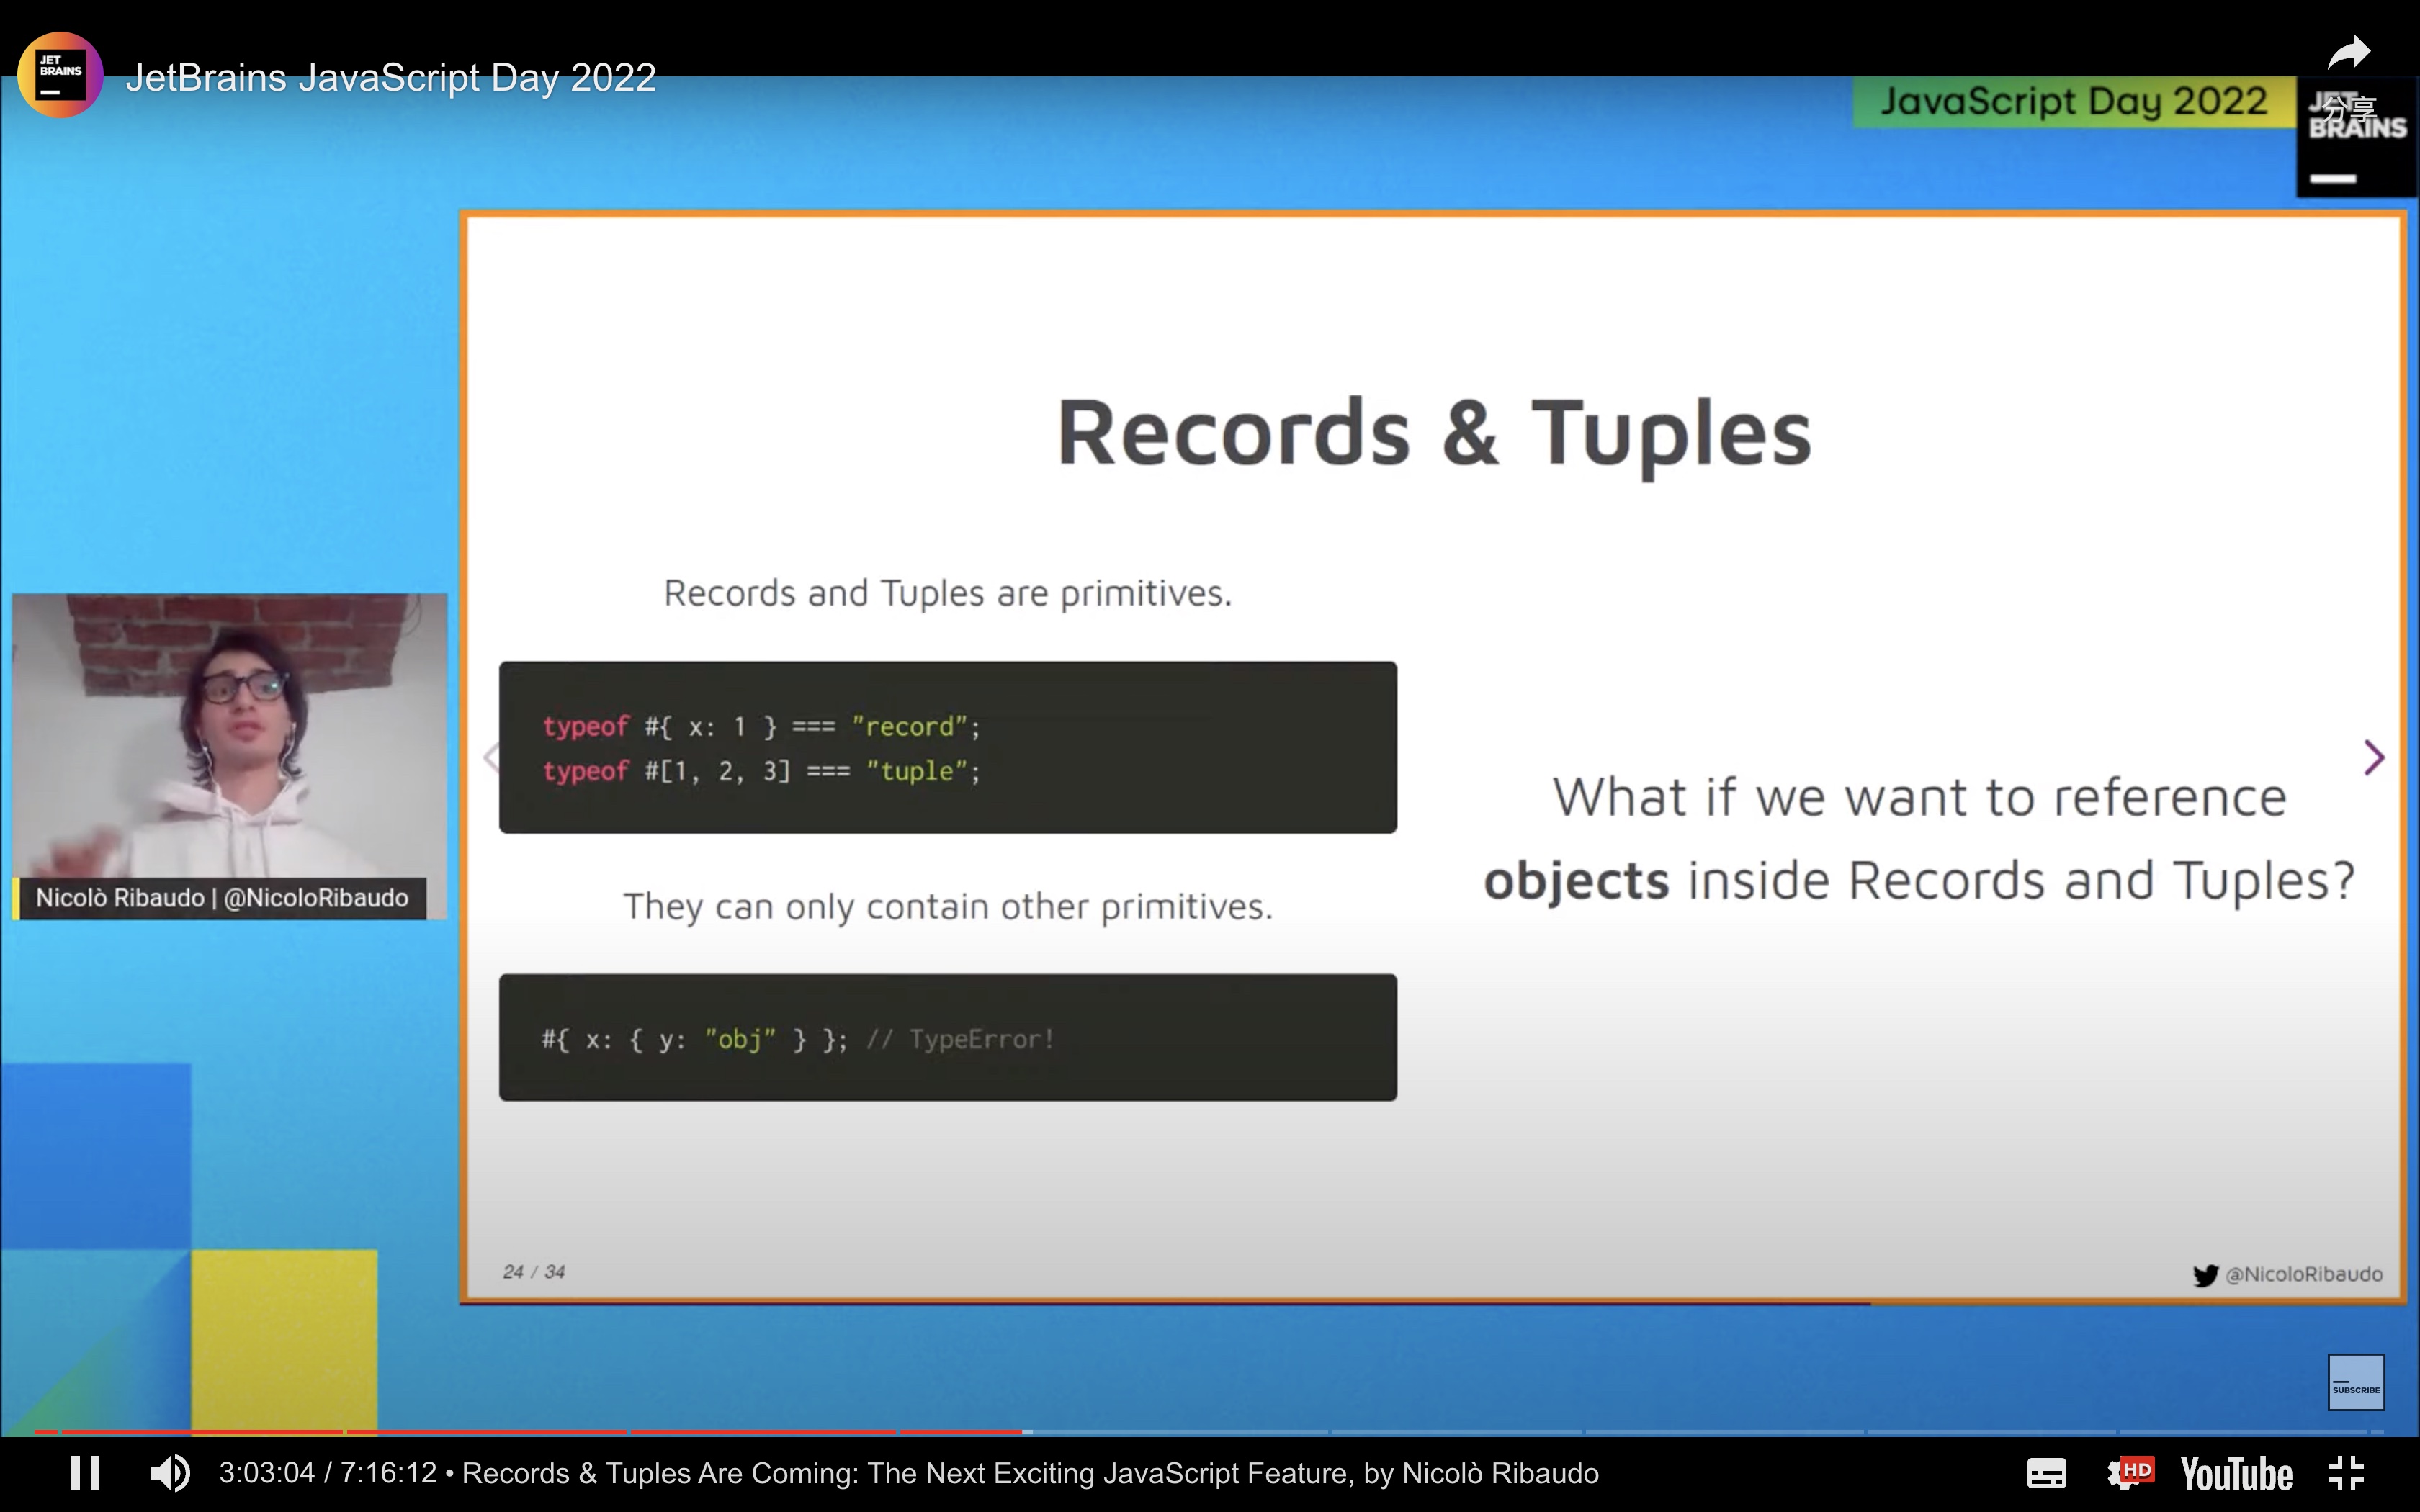 JET
BRAINS
JetBrains JavaScript Day 2022
JavaScript Day 2022
JET
BRAINS
分享
Records & Tuples
Records and Tuples are primitives.
typeof #{ x: 1 } === "record";
typeof #[1, 2, 3] === "tuple";
They can only contain other primitives.
#{ x: { y: "obj" } }; // TypeError!
What if we want to reference
objects inside Records and Tuples?
Nicolò Ribaudo | @NicoloRibaudo
24 / 34
@NicoloRibaudo
SUBSCRIBE
3:03:04 / 7:16:12 • Records & Tuples Are Coming: The Next Exciting JavaScript Feature, by Nicolò Ribaudo
HD
YouTube